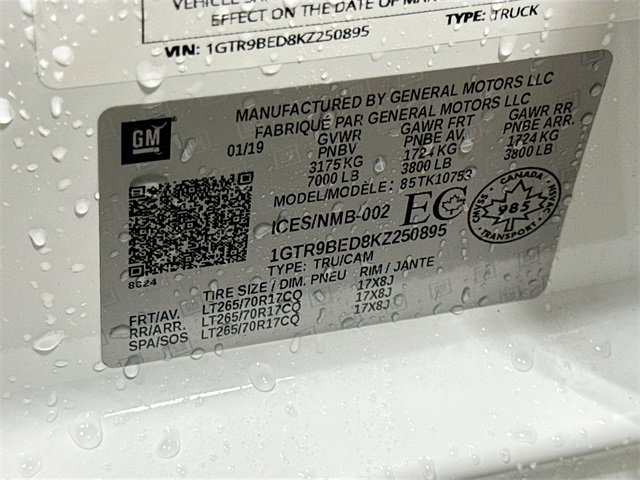 VEHICLE
EFFECT ON THE DATE OF
VIN: 1GTR9BED8KZ250895 TYPE: TRUCK
GM
MANUFACTURED BY GENERAL MOTORS LLC
FABRIQUE PAR GENERAL MOTORS LLC
01/19 GVWR GAWR FRT GAWR RR
PNBV PNBE AV. PNBE ARR.
3175 KG 1724 KG 1724 KG
7000 LB 3800 LB 3800 LB
MODEL/MODÈLE: 85TK10753
ICES/NMB-002 EC
CANADA
985
TRANSPORT
1GTR9BED8KZ250895
TYPE: TRU/CAM
8624
TIRE SIZE / DIM. PNEU RIM / JANTE
FRT/AV. LT265/70R17CQ 17X8J
RR/ARR. LT265/70R17CQ 17X8J
SPA/SOS LT265/70R17CQ 17X8J